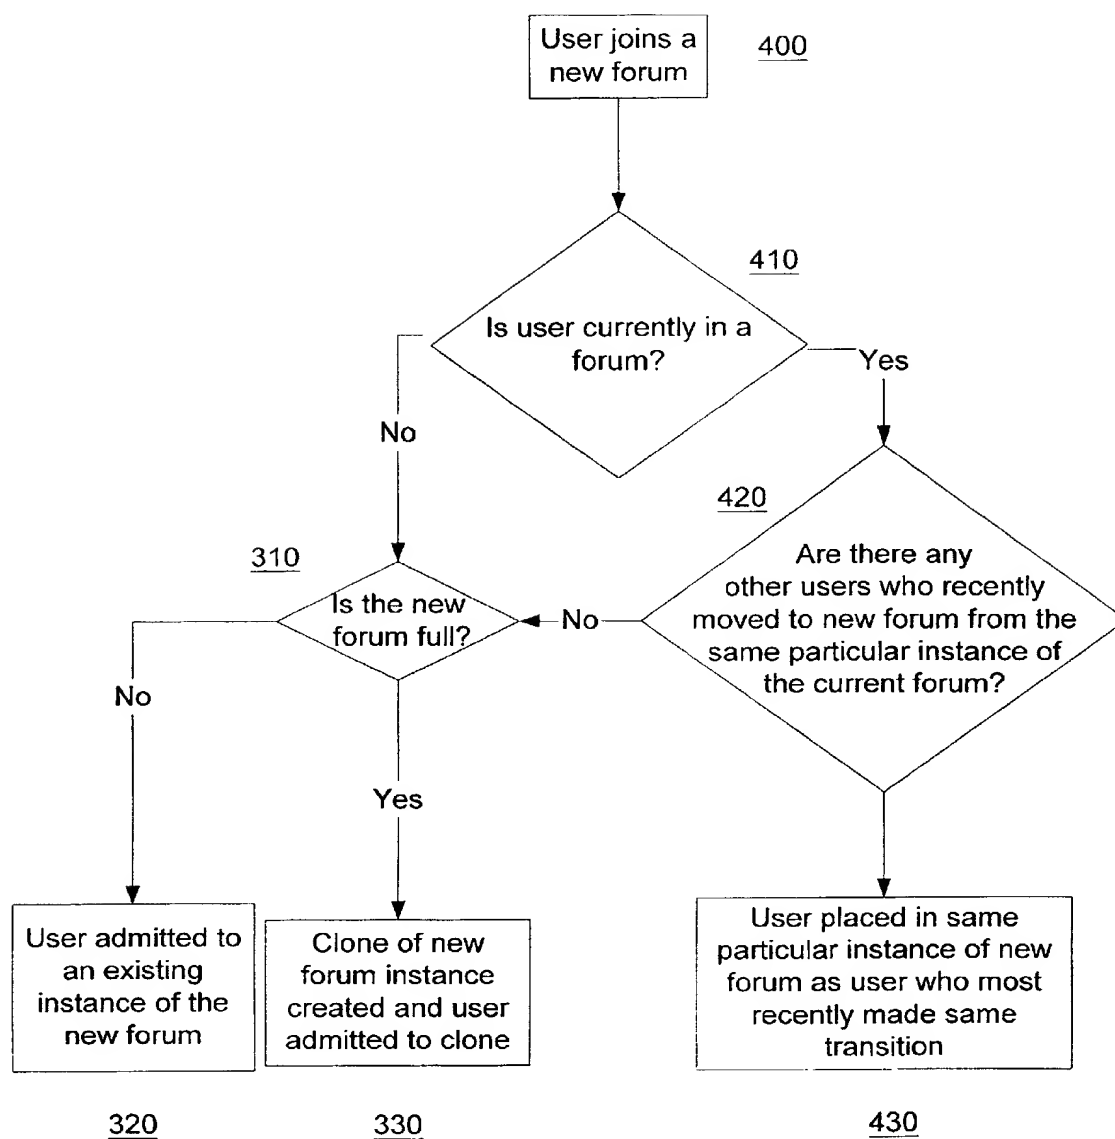 User joins a
new forum
400
410
Is user currently in a
forum?
Yes
No
420
310
Are there any
other users who recently
moved to new forum from the
same particular instance of
the current forum?
Is the new
forum full?
No
No
Yes
User admitted to
an existing
instance of the
new forum
Clone of new
forum instance
created and user
admitted to clone
User placed in same
particular instance of new
forum as user who most
recently made same
transition
320
330
430